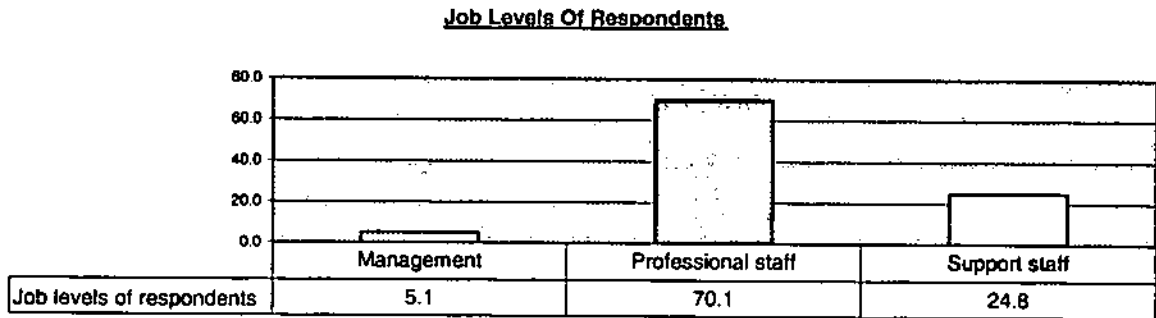 Job Levels Of Respondents
80.0
60.0
40.0
20.0
0.0
Management Professional staff Support staff
Job levels of respondents 5.1 70.1 24.8